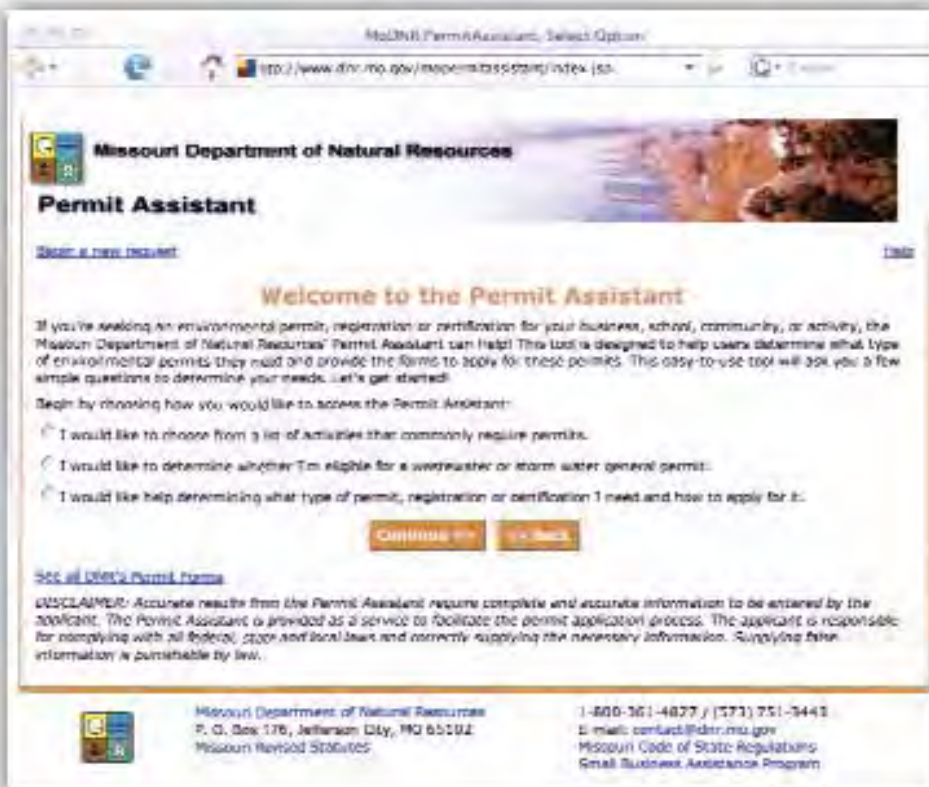 MoDNR PermitAssistant, Select Option
http://www.dnr.mo.gov/mopermitassistant/index.jsp
Missouri Department of Natural Resources
Permit Assistant
Begin a new request
Help
Welcome to the Permit Assistant
If you're seeking an environmental permit, registration or certification for your business, school, community, or activity, the
Missouri Department of Natural Resources' Permit Assistant can help! This tool is designed to help users determine what type
of environmental permits they need and provide the forms to apply for these permits. This easy-to-use tool will ask you a few
simple questions to determine your needs. Let's get started!
Begin by choosing how you would like to access the Permit Assistant:
I would like to choose from a list of activities that commonly require permits.
I would like to determine whether I'm eligible for a wastewater or storm water general permit.
I would like help determining what type of permit, registration or certification I need and how to apply for it.
Continue >>
<< Back
See all DNR's Permit Forms
DISCLAIMER: Accurate results from the Permit Assistant require complete and accurate information to be entered by the
applicant. The Permit Assistant is provided as a service to facilitate the permit application process. The applicant is responsible
for complying with all federal, state and local laws and correctly supplying the necessary information. Supplying false
information is punishable by law.
Missouri Department of Natural Resources
P. O. Box 176, Jefferson City, MO 65102
Missouri Revised Statutes
1-800-361-4827 / (573) 751-3443
E-mail: contact@dnr.mo.gov
Missouri Code of State Regulations
Small Business Assistance Program